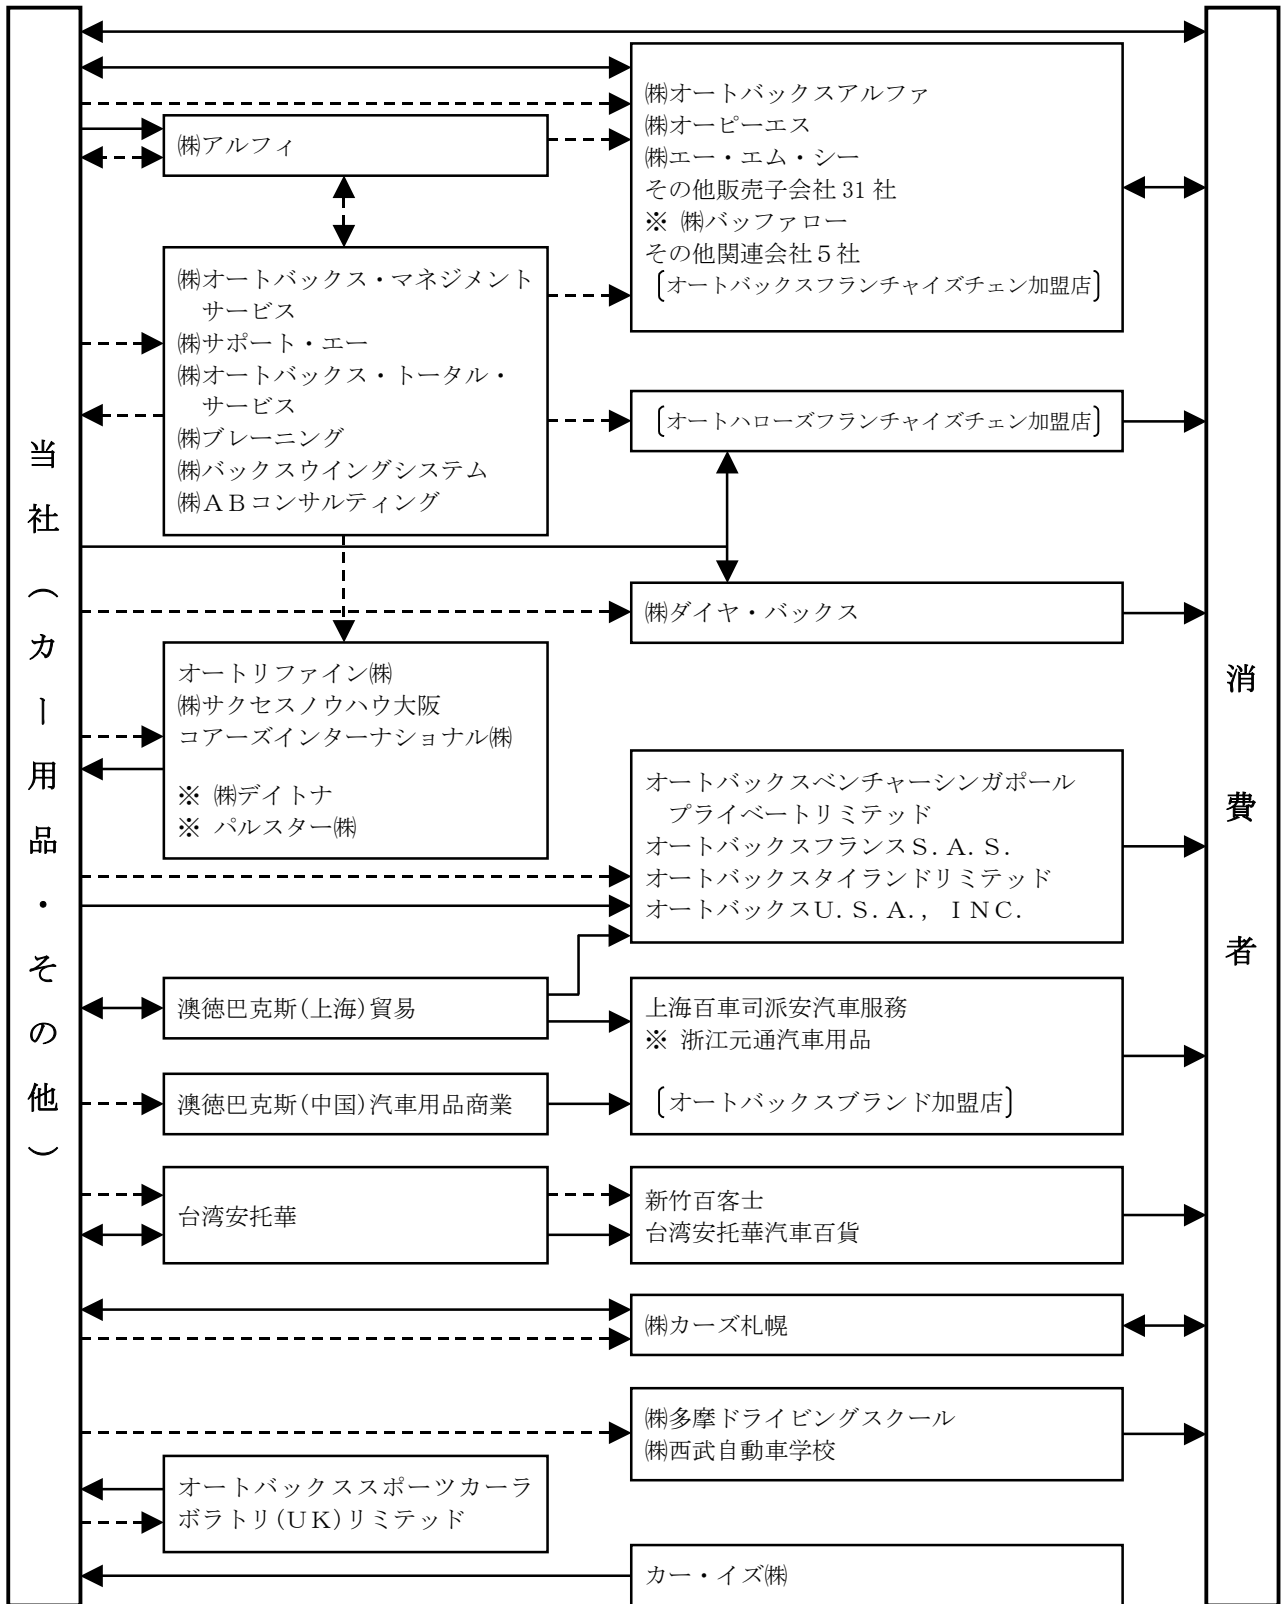 当社（カー用品・その他）
㈱アルフィ
㈱オートバックスアルファ
㈱オーピーエス
㈱エー・エム・シー
その他販売子会社 31 社
※ ㈱バッファロー
その他関連会社５社
〔オートバックスフランチャイズチェン加盟店〕
㈱オートバックス・マネジメント
サービス
㈱サポート・エー
㈱オートバックス・トータル・
サービス
㈱ブレーニング
㈱バックスウイングシステム
㈱ＡＢコンサルティング
〔オートハローズフランチャイズチェン加盟店〕
㈱ダイヤ・バックス
オートリファイン㈱
㈱サクセスノウハウ大阪
コアーズインターナショナル㈱
※ ㈱デイトナ
※ パルスター㈱
オートバックスベンチャーシンガポール
プライベートリミテッド
オートバックスフランスＳ．Ａ．Ｓ．
オートバックスタイランドリミテッド
オートバックスＵ．Ｓ．Ａ．，ＩＮＣ．
澳徳巴克斯(上海)貿易
上海百車司派安汽車服務
※ 浙江元通汽車用品
〔オートバックスブランド加盟店〕
澳徳巴克斯(中国)汽車用品商業
台湾安托華
新竹百客士
台湾安托華汽車百貨
㈱カーズ札幌
㈱多摩ドライビングスクール
㈱西武自動車学校
オートバックススポーツカーラ
ボラトリ(ＵＫ)リミテッド
カー・イズ㈱
消費者